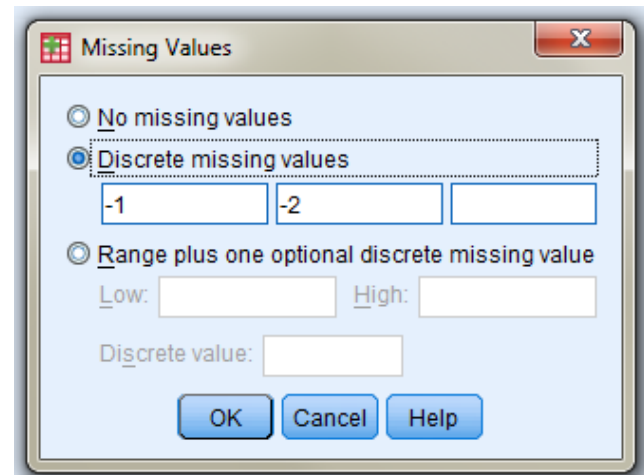 Missing Values
No missing values
Discrete missing values
-1 -2
Range plus one optional discrete missing value
Low: High:
Discrete value:
OK Cancel Help